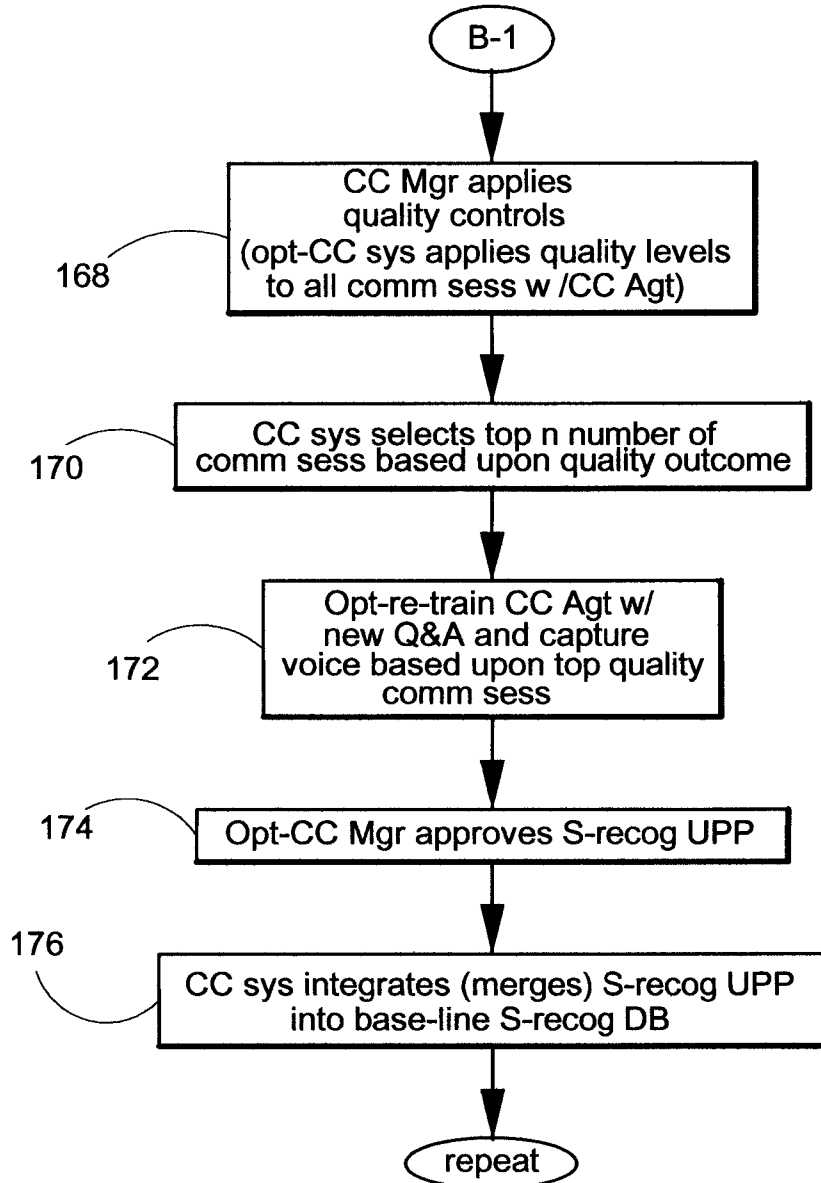 B-1
CC Mgr applies
quality controls
(opt-CC sys applies quality levels
to all comm sess w /CC Agt)
168
CC sys selects top n number of
comm sess based upon quality outcome
170
Opt-re-train CC Agt w/
new Q&A and capture
voice based upon top quality
comm sess
172
174
Opt-CC Mgr approves S-recog UPP
176
CC sys integrates (merges) S-recog UPP
into base-line S-recog DB
repeat